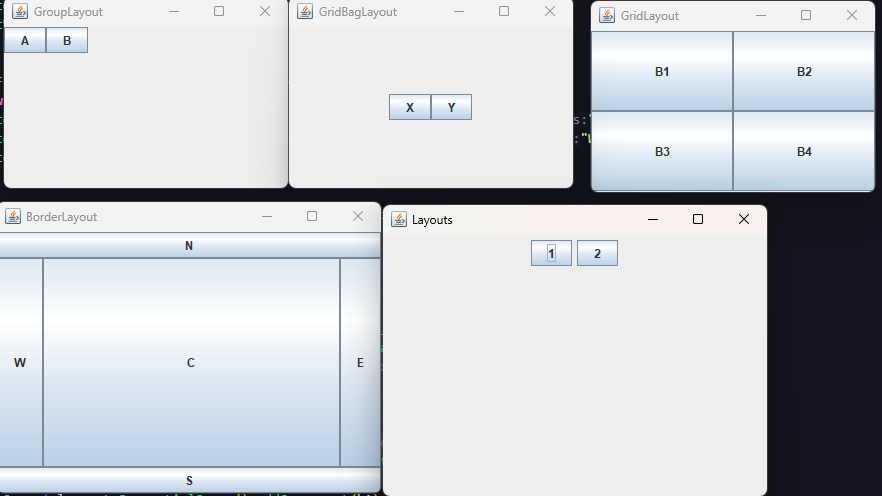 GroupLayout
A B
GridBagLayout
X Y
GridLayout
B1 B2
B3 B4
BorderLayout
N
W C E
S
Layouts
1 2